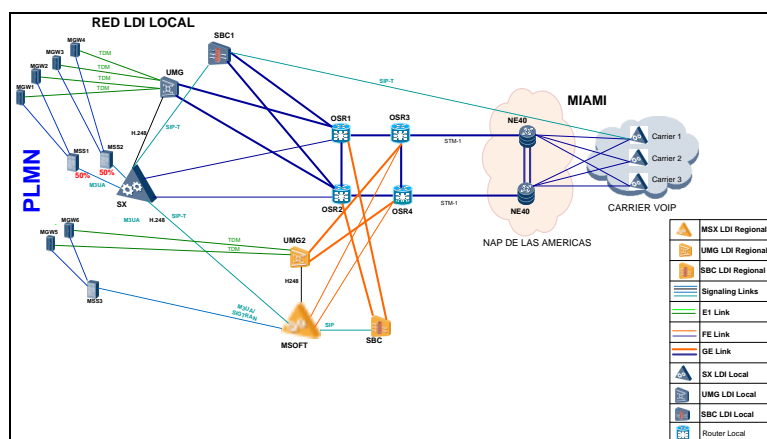 RED LDI LOCAL
SBC1
MGW4
MGW3
MGW2
MGW1
TDM
TDM
TDM
TDM
UMG
SIP-T
MIAMI
OSR1
OSR3
NE40
Carrier 1
Carrier 2
Carrier 3
H.248
SIP-T
MSS1
50%
MSS2
50%
STM-1
PLMN
M3UA
SX
M3UA
H.248
SIP-T
OSR2
OSR4
STM-1
NE40
CARRIER VOIP
NAP DE LAS AMERICAS
MGW6
MGW5
TDM
TDM
UMG2
MSS3
H248
M3UA/
SIGTRAN
SIP
MSOFT
SBC
MSX LDI Regional
UMG LDI Regional
SBC LDI Regional
Signaling Links
E1 Link
FE Link
GE Link
SX LDI Local
UMG LDI Local
SBC LDI Local
Router Local